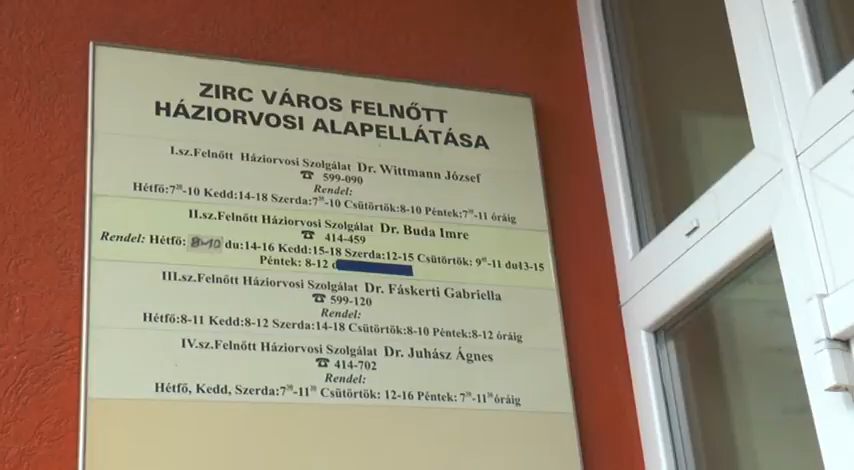 ZIRC VÁROS FELNŐTT
HÁZIORVOSI ALAPELLÁTÁSA
I.sz.Felnőtt Háziorvosi Szolgálat Dr. Wittmann József
☎ 599-090
Rendel:
Hétfő:7³⁰-10 Kedd:14-18 Szerda:7³⁰-10 Csütörtök:8-10 Péntek:7³⁰-11 óráig
II.sz.Felnőtt Háziorvosi Szolgálat Dr. Buda Imre
☎ 414-459
Rendel: Hétfő: 8-10 du:14-16 Kedd:15-18 Szerda:12-15 Csütörtök: 9³⁰-11 du13-15
Péntek: 8-12
III.sz.Felnőtt Háziorvosi Szolgálat Dr. Fáskerti Gabriella
☎ 599-120
Rendel:
Hétfő:8-11 Kedd:8-12 Szerda:14-18 Csütörtök:8-10 Péntek:8-12 óráig
IV.sz.Felnőtt Háziorvosi Szolgálat Dr. Juhász Ágnes
☎ 414-702
Rendel:
Hétfő, Kedd, Szerda:7³⁰-11³⁰ Csütörtök: 12-16 Péntek: 7³⁰-11³⁰óráig